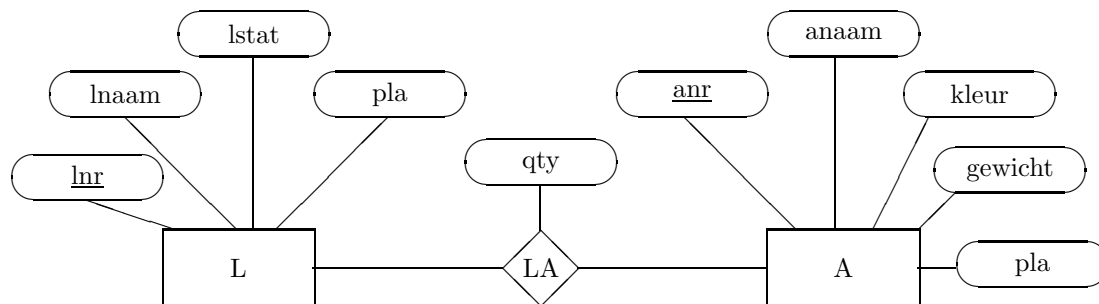 lstat
anaam
lnaam
pla
anr
kleur
qty
lnr
gewicht
L
LA
A
pla